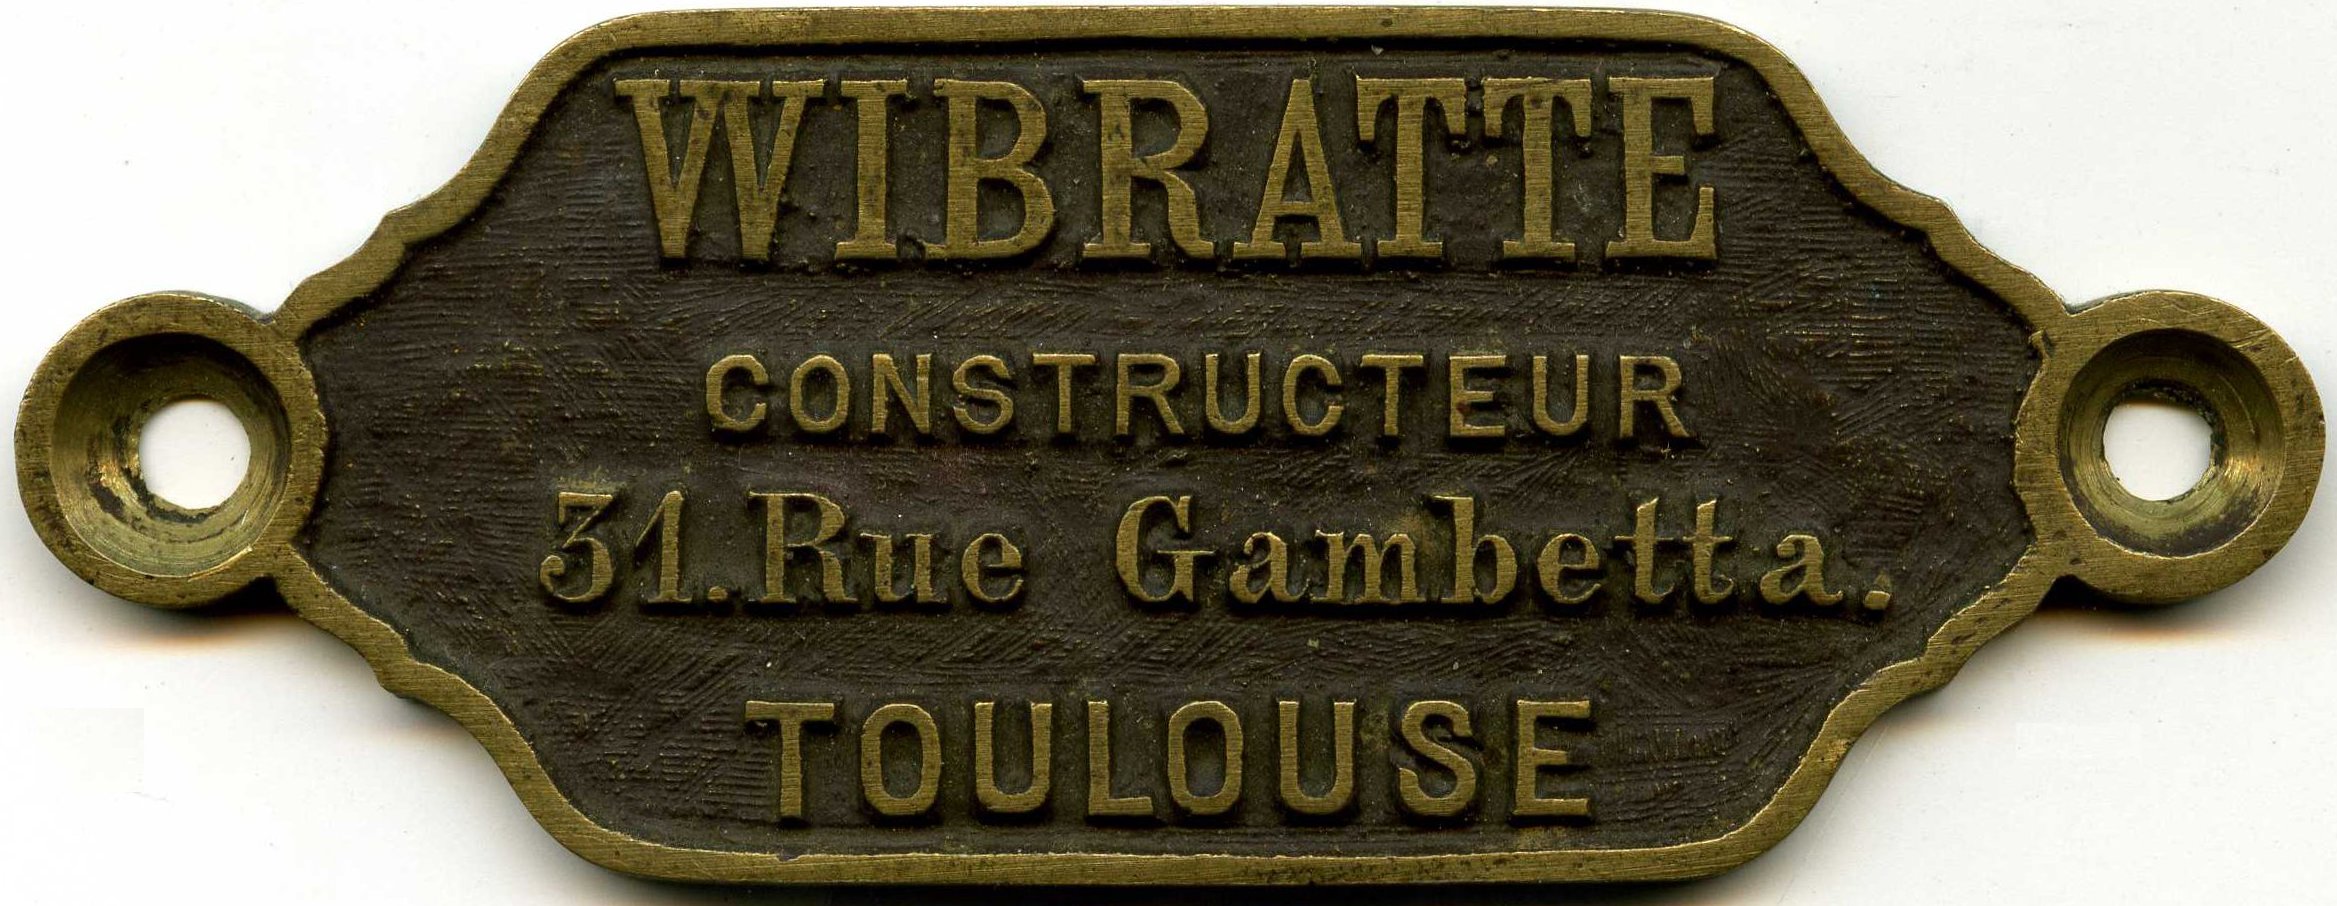 WIBRATTE
CONSTRUCTEUR
31. Rue Gambetta.
TOULOUSE